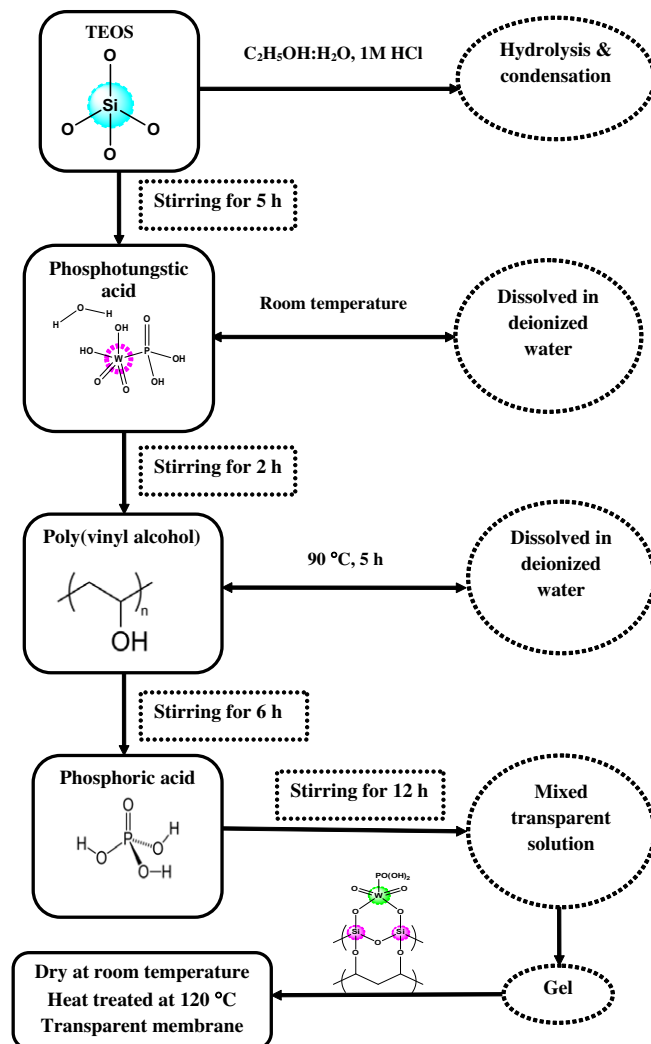 TEOS
O
Si
O
O
O
C₂H₅OH:H₂O, 1M HCl
Hydrolysis &
condensation
Stirring for 5 h
Phosphotungstic
acid
O
H
H
OH
O
HO
W
P
OH
O
O
OH
Room temperature
Dissolved in
deionized
water
Stirring for 2 h
Poly(vinyl alcohol)
n
OH
90 °C, 5 h
Dissolved in
deionized
water
Stirring for 6 h
Phosphoric acid
O
H
P
H
O
O
O-H
Stirring for 12 h
Mixed
transparent
solution
PO(OH)₂
O
W
O
O
O
Si
O
Si
O
O
Gel
Dry at room temperature
Heat treated at 120 °C
Transparent membrane